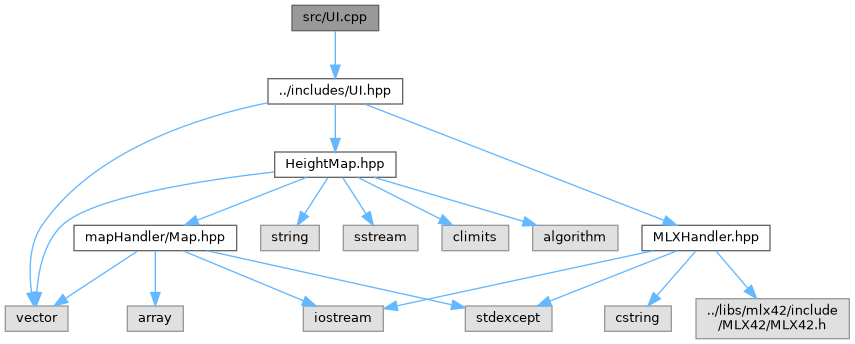 src/UI.cpp
../includes/UI.hpp
HeightMap.hpp
mapHandler/Map.hpp
string
sstream
climits
algorithm
MLXHandler.hpp
vector
array
iostream
stdexcept
cstring
../libs/mlx42/include
/MLX42/MLX42.h